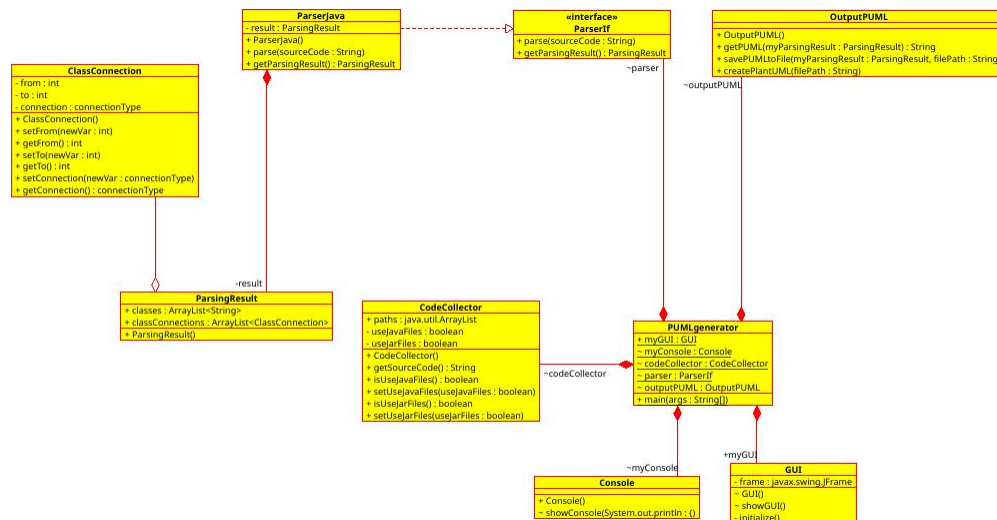 ParserJava
- result : ParsingResult
+ ParserJava()
+ parse(sourceCode : String)
+ getParsingResult() : ParsingResult
«interface»
ParserIf
+ parse(sourceCode : String)
+ getParsingResult() : ParsingResult
~parser
OutputPUML
+ OutputPUML()
+ getPUML(myParsingResult : ParsingResult) : String
+ savePUMLtoFile(myParsingResult : ParsingResult, filePath : String
+ createPlantUML(filePath : String)
~outputPUML
ClassConnection
- from : int
- to : int
- connection : connectionType
+ ClassConnection()
+ setFrom(newVar : int)
+ getFrom() : int
+ setTo(newVar : int)
+ getTo() : int
+ setConnection(newVar : connectionType)
+ getConnection() : connectionType
-result
ParsingResult
+ classes : ArrayList<String>
+ classConnections : ArrayList<ClassConnection>
+ ParsingResult()
CodeCollector
+ paths : java.util.ArrayList
- useJavaFiles : boolean
- useJarFiles : boolean
+ CodeCollector()
+ getSourceCode() : String
+ isUseJavaFiles() : boolean
+ setUseJavaFiles(useJavaFiles : boolean)
+ isUseJarFiles() : boolean
+ setUseJarFiles(useJarFiles : boolean)
~codeCollector
PUMLgenerator
+ myGUI : GUI
~ myConsole : Console
~ codeCollector : CodeCollector
~ parser : ParserIf
~ outputPUML : OutputPUML
+ main(args : String[])
~myConsole
+myGUI
Console
+ Console()
~ showConsole(System.out.println : {)
GUI
- frame : javax.swing.JFrame
~ GUI()
~ showGUI()
- initialize()